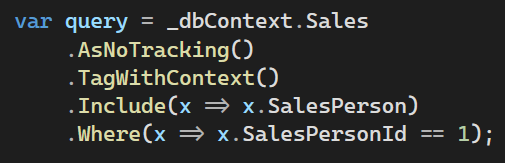 var query = _dbContext.Sales
    .AsNoTracking()
    .TagWithContext()
    .Include(x => x.SalesPerson)
    .Where(x => x.SalesPersonId == 1);